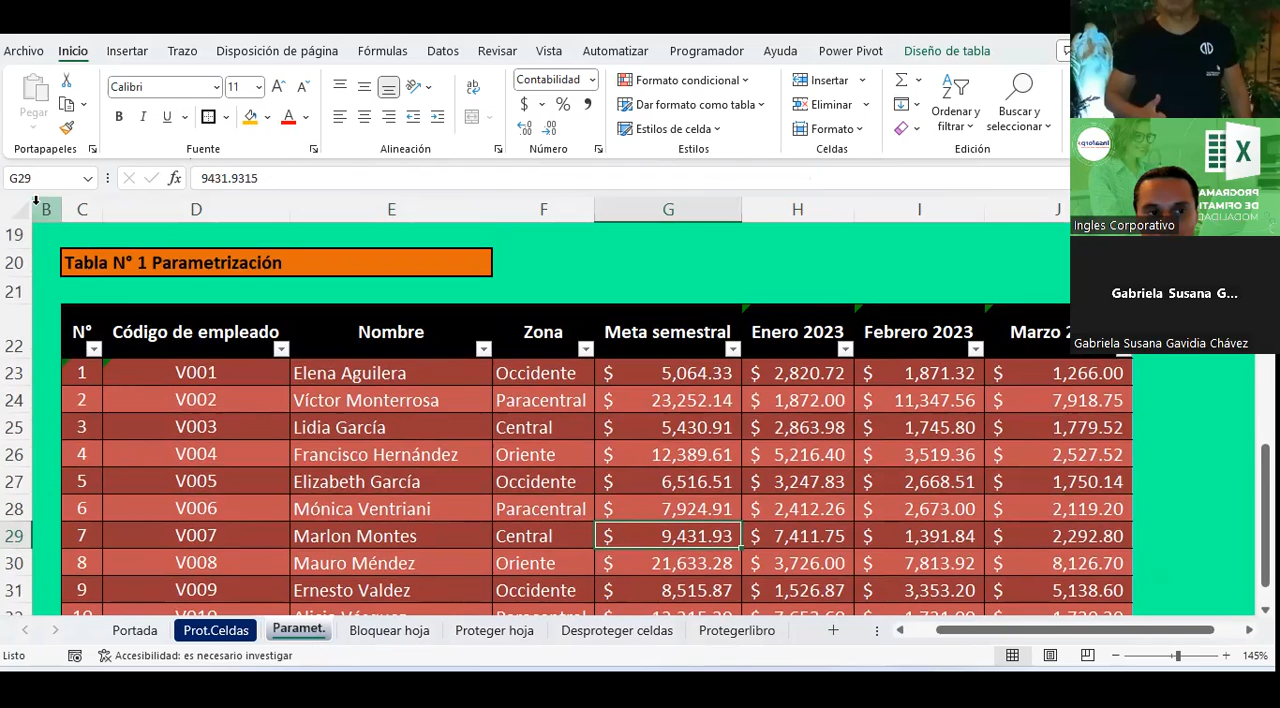 Archivo Inicio Insertar Trazo Disposición de página Fórmulas Datos Revisar Vista Automatizar Programador Ayuda Power Pivot Diseño de tabla
Pegar
Portapapeles
Calibri 11
N K S
Fuente
Alineación
Contabilidad
$ % 
Número
Formato condicional
Dar formato como tabla
Estilos de celda
Estilos
Insertar
Eliminar
Formato
Celdas
Ordenar y filtrar
Buscar y seleccionar
Edición
G29 fx 9431.9315
B C D E F G H I J
19
20 Tabla N° 1 Parametrización
21
22 N° Código de empleado Nombre Zona Meta semestral Enero 2023 Febrero 2023 Marzo 2
23 1 V001 Elena Aguilera Occidente $ 5,064.33 $ 2,820.72 $ 1,871.32 $ 1,266.00
24 2 V002 Víctor Monterrosa Paracentral $ 23,252.14 $ 1,872.00 $ 11,347.56 $ 7,918.75
25 3 V003 Lidia García Central $ 5,430.91 $ 2,863.98 $ 1,745.80 $ 1,779.52
26 4 V004 Francisco Hernández Oriente $ 12,389.61 $ 5,216.40 $ 3,519.36 $ 2,527.52
27 5 V005 Elizabeth García Occidente $ 6,516.51 $ 3,247.83 $ 2,668.51 $ 1,750.14
28 6 V006 Mónica Ventriani Paracentral $ 7,924.91 $ 2,412.26 $ 2,673.00 $ 2,119.20
29 7 V007 Marlon Montes Central $ 9,431.93 $ 7,411.75 $ 1,391.84 $ 2,292.80
30 8 V008 Mauro Méndez Oriente $ 21,633.28 $ 3,726.00 $ 7,813.92 $ 8,126.70
31 9 V009 Ernesto Valdez Occidente $ 8,515.87 $ 1,526.87 $ 3,353.20 $ 5,138.60
Portada Prot.Celdas Paramet. Bloquear hoja Proteger hoja Desproteger celdas Protegerlibro
Listo Accesibilidad: es necesario investigar 145%
PROGRAMA
DE OFIMATIC
MODALIDAD
Ingles Corporativo
Gabriela Susana G...
Gabriela Susana Gavidia Chávez